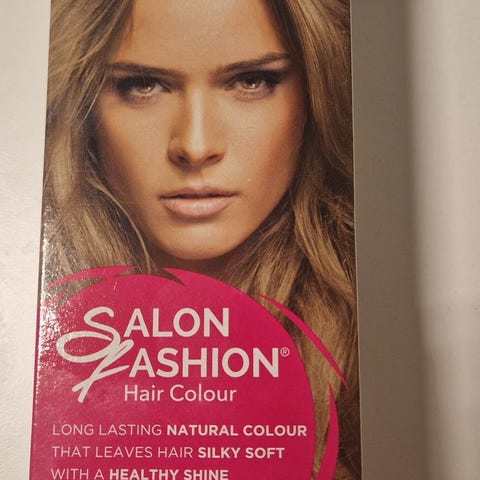 SALON
FASHION®
Hair Colour
LONG LASTING NATURAL COLOUR
THAT LEAVES HAIR SILKY SOFT
WITH A HEALTHY SHINE